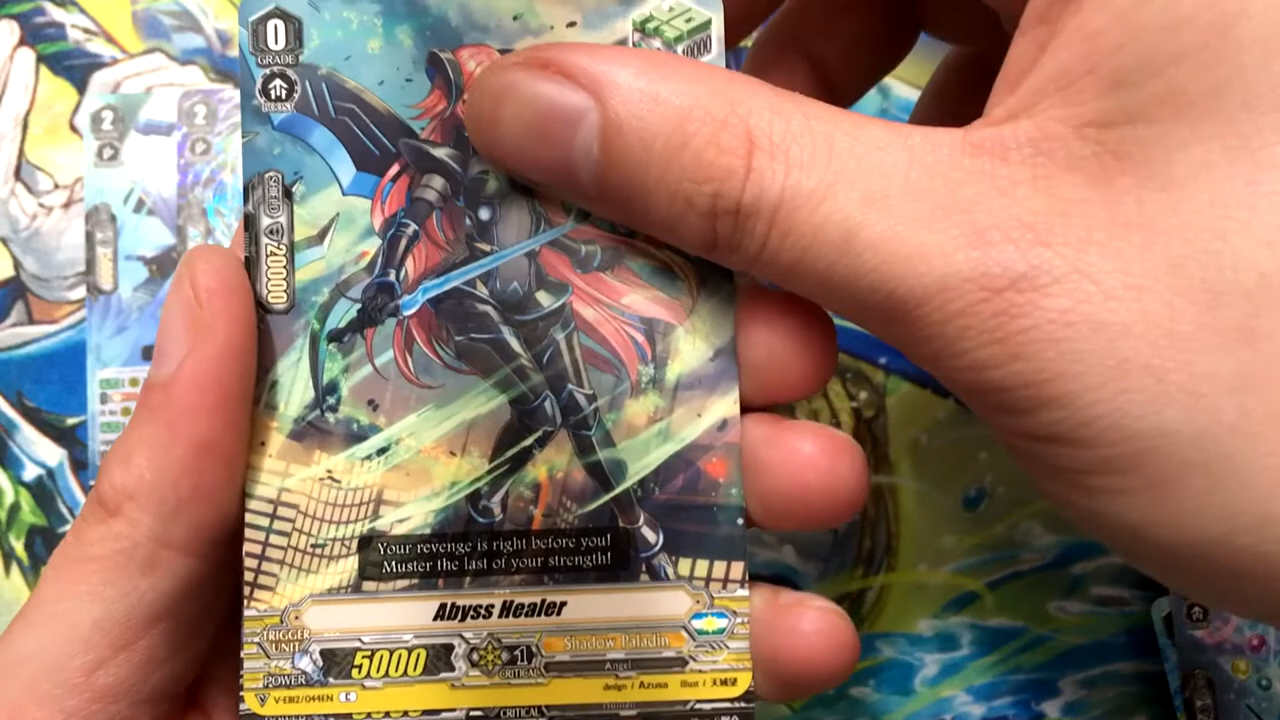 0
GRADE
BOOST
10000
SHIELD
20000
2
2
Your revenge is right before you!
Muster the last of your strength!
Abyss Healer
TRIGGER
UNIT
POWER
5000
1
CRITICAL
Shadow Paladin
Angel
V-EB12/044EN C
design / Azusa illust / 天城望
CRITICAL
Human